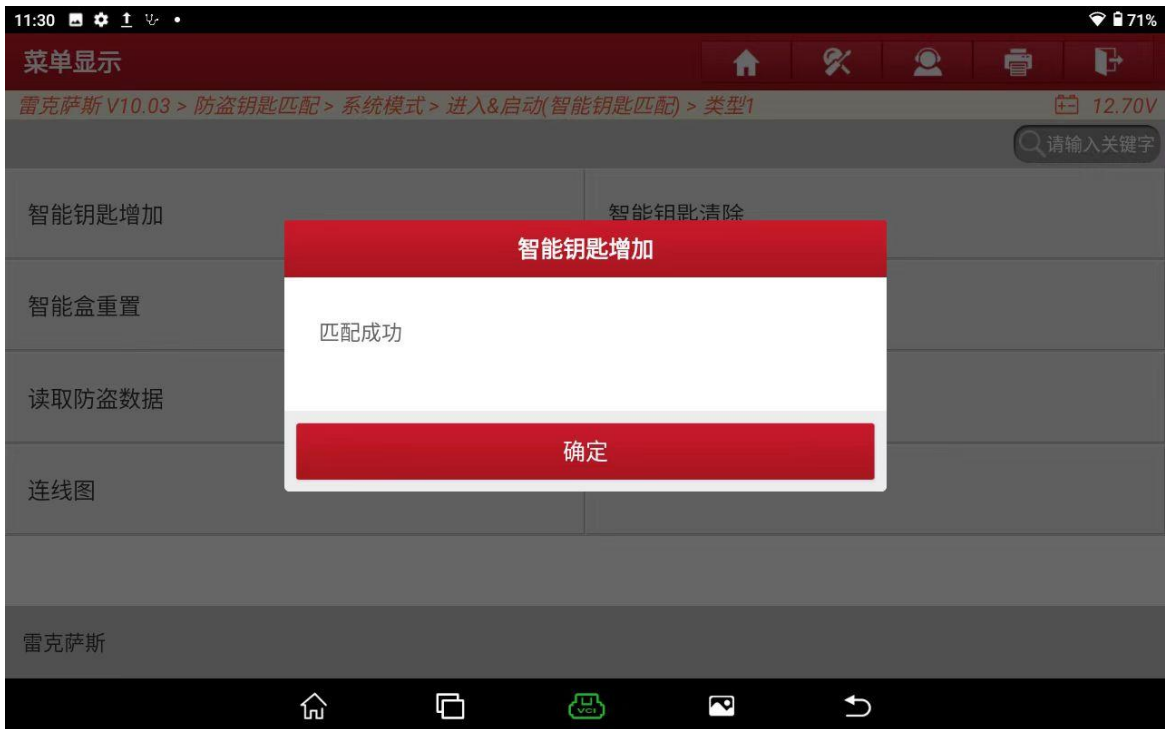 11:30
71%
菜单显示
雷克萨斯 V10.03 > 防盗钥匙匹配 > 系统模式 > 进入&启动(智能钥匙匹配) > 类型1
12.70V
请输入关键字
智能钥匙增加
智能钥匙清除
智能钥匙增加
智能盒重置
匹配成功
读取防盗数据
确定
连线图
雷克萨斯
VCI